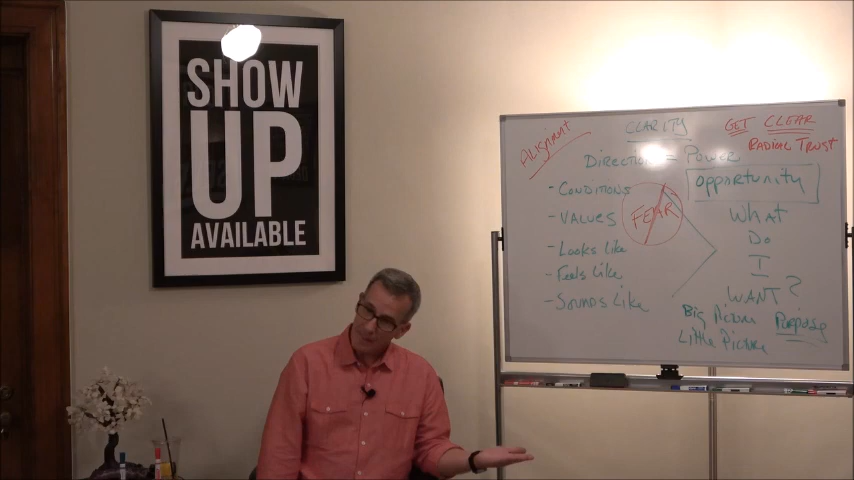 SHOW
UP
AVAILABLE
Alignment
CLARITY
GET CLEAR
RADICAL TRUST
DIRECTION = POWER
opportunity
- CONDITIONS
- VALUES
- Looks Like
- Feels Like
- Sounds Like
FEAR
WHAT
DO
I
WANT?
Big Picture Purpose
Little Picture